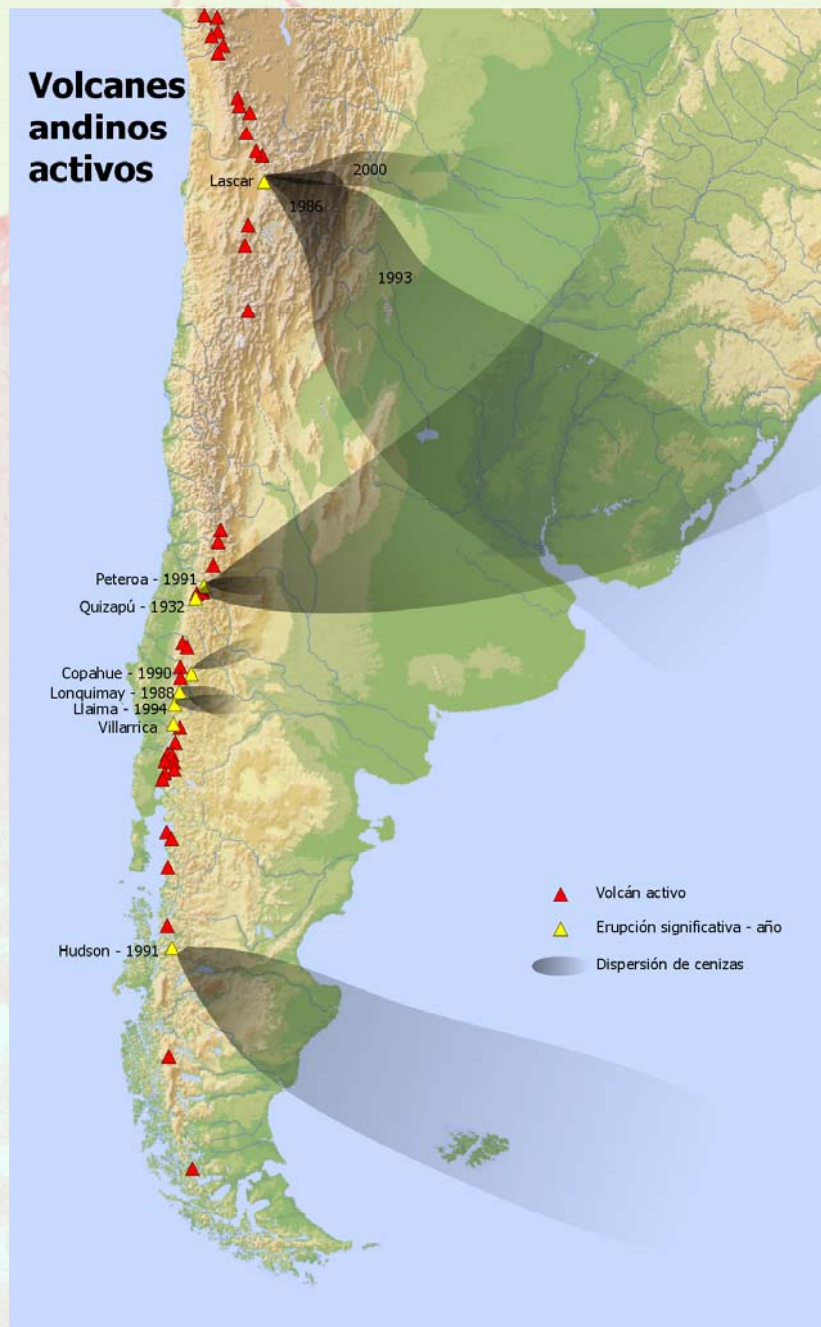 Volcanes
andinos
activos
Lascar
2000
1986
1993
Peteroa - 1991
Quizapú - 1932
Copahue - 1990
Lonquimay - 1988
Llaima - 1994
Villarrica
Volcán activo
Erupción significativa - año
Hudson - 1991
Dispersión de cenizas